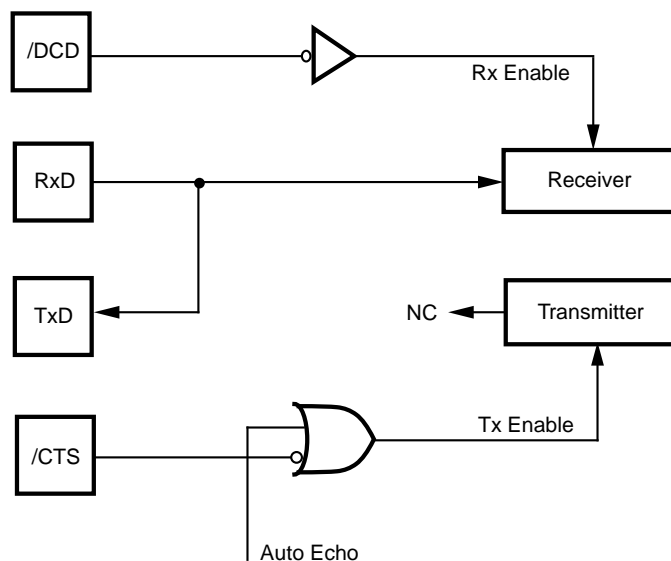 /DCD
Rx Enable
RxD
Receiver
TxD
NC
Transmitter
Tx Enable
/CTS
Auto Echo